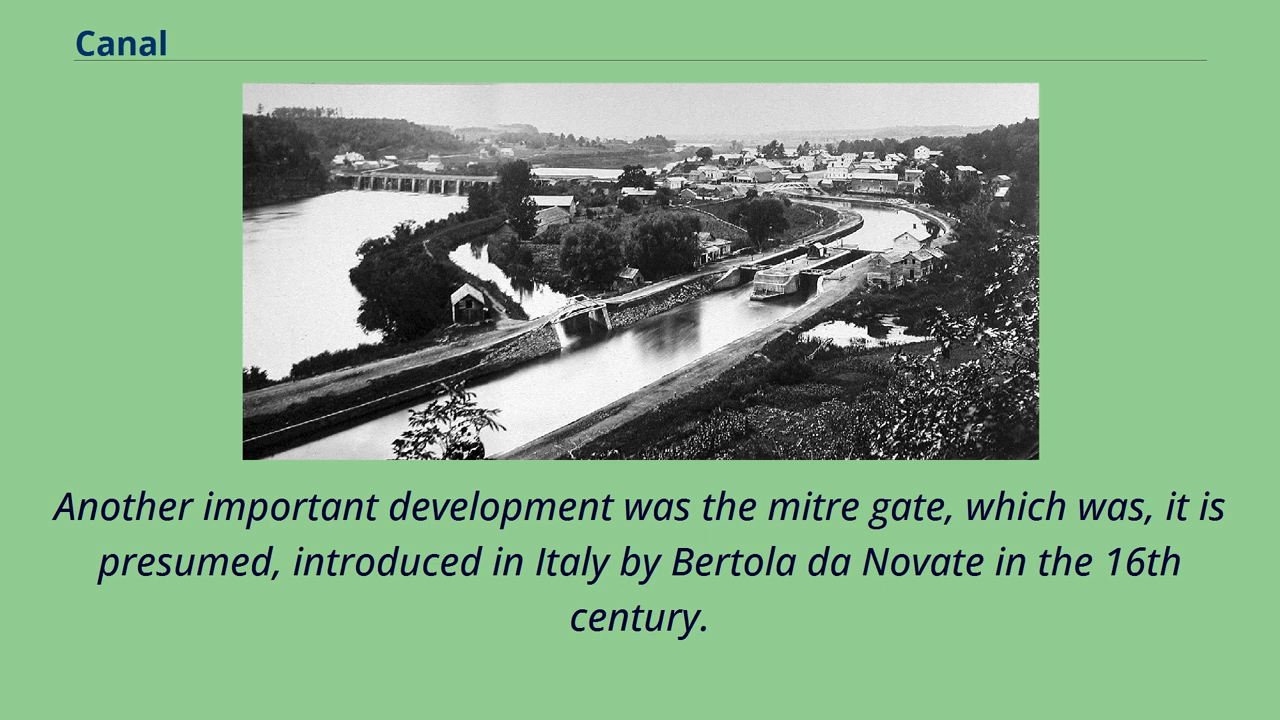 Canal
Another important development was the mitre gate, which was, it is
presumed, introduced in Italy by Bertola da Novate in the 16th
century.